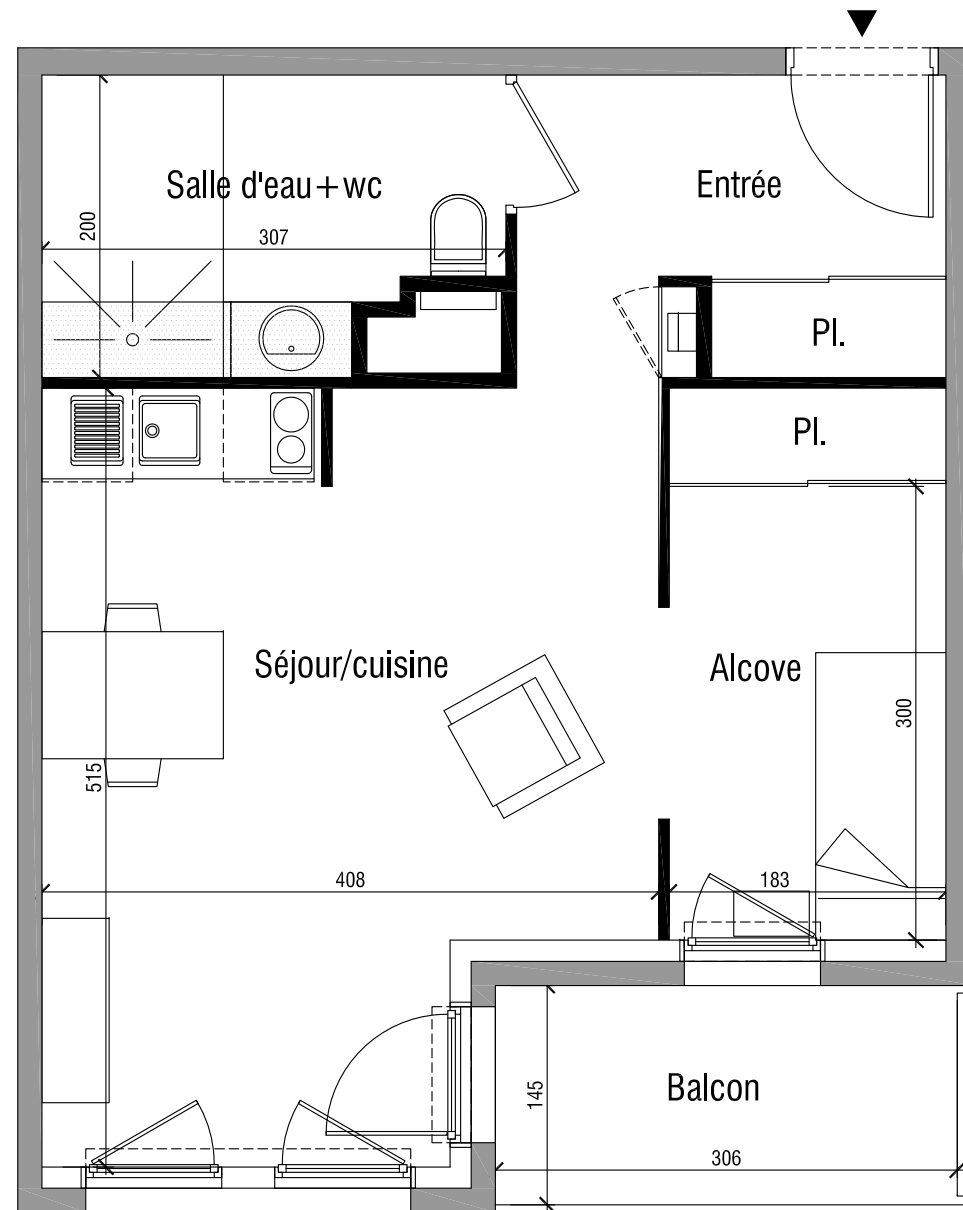 Salle d'eau+wc
Entrée
200
307
Pl.
Pl.
Séjour/cuisine
Alcove
300
515
408
183
Balcon
145
306